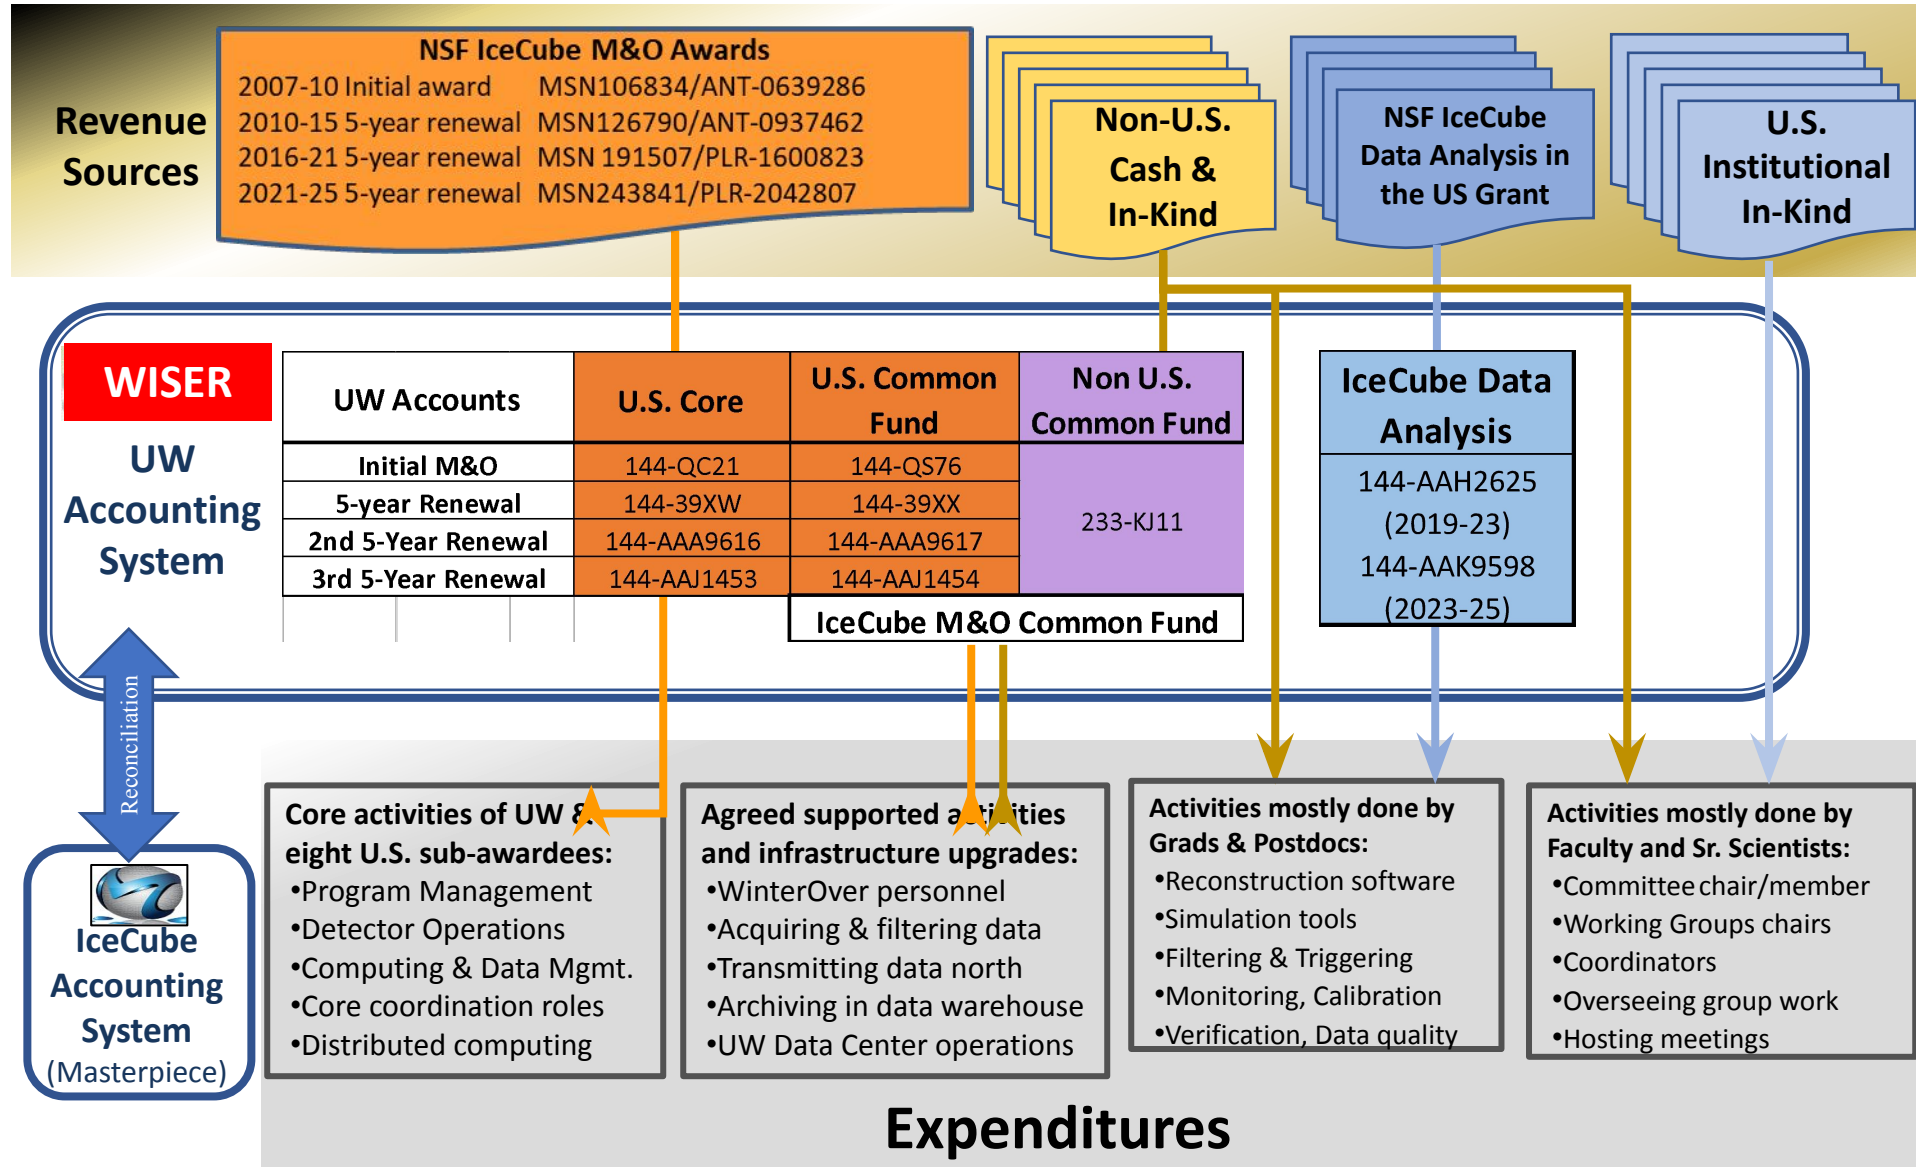 Revenue
Sources
NSF IceCube M&O Awards
2007-10 Initial award MSN106834/ANT-0639286
2010-15 5-year renewal MSN126790/ANT-0937462
2016-21 5-year renewal MSN 191507/PLR-1600823
2021-25 5-year renewal MSN243841/PLR-2042807
Non-U.S.
Cash &
In-Kind
NSF IceCube
Data Analysis in
the US Grant
U.S.
Institutional
In-Kind
WISER
UW
Accounting
System
UW Accounts
U.S. Core
U.S. Common
Fund
Non U.S.
Common Fund
Initial M&O 144-QC21 144-QS76
5-year Renewal 144-39XW 144-39XX
233-KJ11
2nd 5-Year Renewal 144-AAA9616 144-AAA9617
3rd 5-Year Renewal 144-AAJ1453 144-AAJ1454
IceCube M&O Common Fund
IceCube Data
Analysis
144-AAH2625
(2019-23)
144-AAK9598
(2023-25)
Reconciliation
IceCube
Accounting
System
(Masterpiece)
Core activities of UW &
eight U.S. sub-awardees:
•Program Management
•Detector Operations
•Computing & Data Mgmt.
•Core coordination roles
•Distributed computing
Agreed supported activities
and infrastructure upgrades:
•WinterOver personnel
•Acquiring & filtering data
•Transmitting data north
•Archiving in data warehouse
•UW Data Center operations
Activities mostly done by
Grads & Postdocs:
•Reconstruction software
•Simulation tools
•Filtering & Triggering
•Monitoring, Calibration
•Verification, Data quality
Activities mostly done by
Faculty and Sr. Scientists:
•Committee chair/member
•Working Groups chairs
•Coordinators
•Overseeing group work
•Hosting meetings
Expenditures